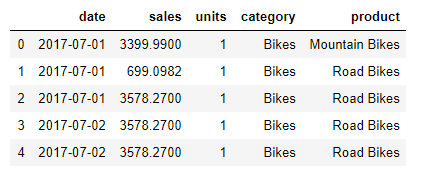 date sales units category product
0 2017-07-01 3399.9900 1 Bikes Mountain Bikes
1 2017-07-01 699.0982 1 Bikes Road Bikes
2 2017-07-01 3578.2700 1 Bikes Road Bikes
3 2017-07-02 3578.2700 1 Bikes Road Bikes
4 2017-07-02 3578.2700 1 Bikes Road Bikes